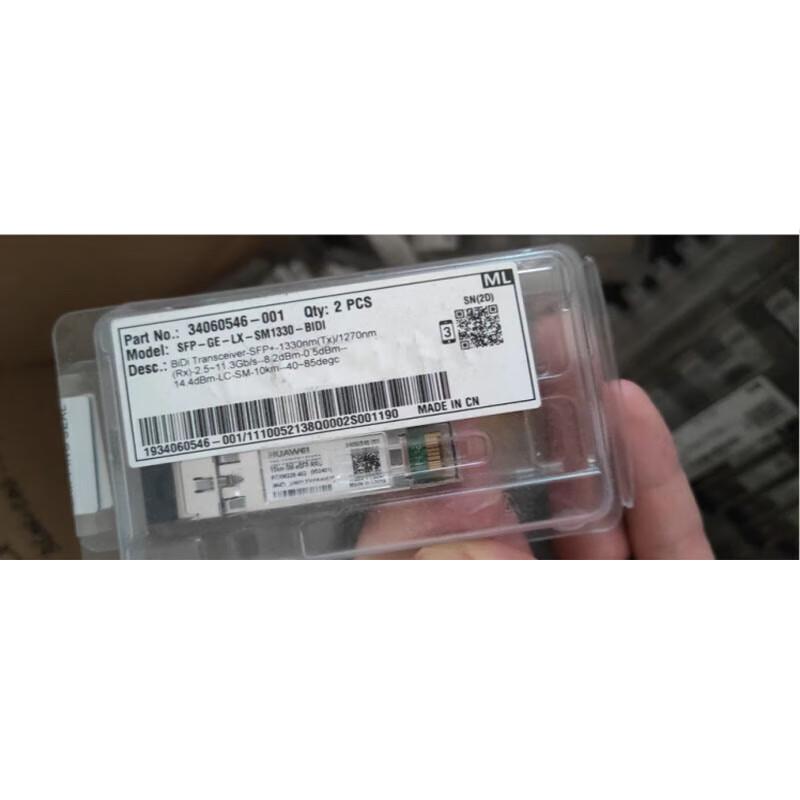 ML
Part No.: 34060546-001 Qty: 2 PCS
Model: SFP-GE-LX-SM1330-BIDI
Desc.: BiDi Transceiver-SFP+-1330nm(Tx)/1270nm
(Rx)-2.5~11.3Gb/s--8.2dBm-0.5dBm--
14.4dBm-LC-SM-10km--40~85degc
SN(2D)
3
1934060546-001/1110052138Q0002S001190 MADE IN CN
HUAWEI
34060546-001